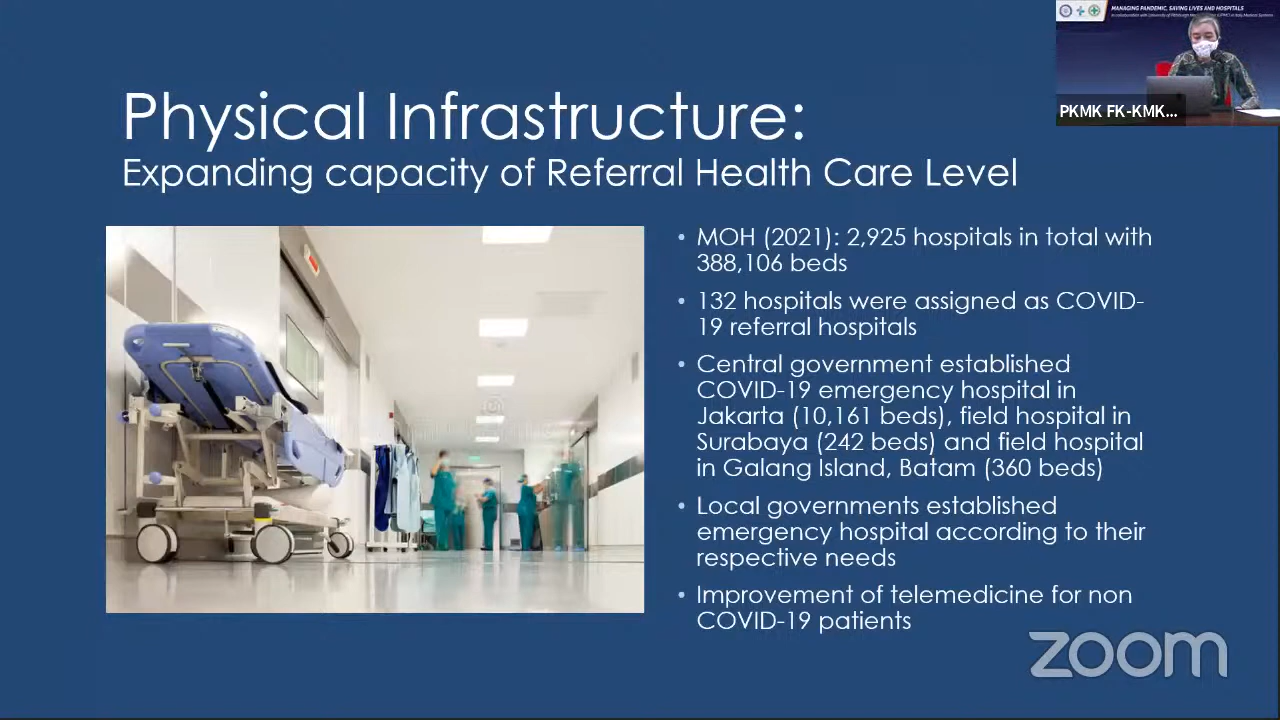 MANAGING PANDEMIC, SAVING LIVES AND HOSPITALS
PKMK FK-KMK...
Physical Infrastructure:
Expanding capacity of Referral Health Care Level
• MOH (2021): 2,925 hospitals in total with
388,106 beds
• 132 hospitals were assigned as COVID-
19 referral hospitals
• Central government established
COVID-19 emergency hospital in
Jakarta (10,161 beds), field hospital in
Surabaya (242 beds) and field hospital
in Galang Island, Batam (360 beds)
• Local governments established
emergency hospital according to their
respective needs
• Improvement of telemedicine for non
COVID-19 patients
zoom